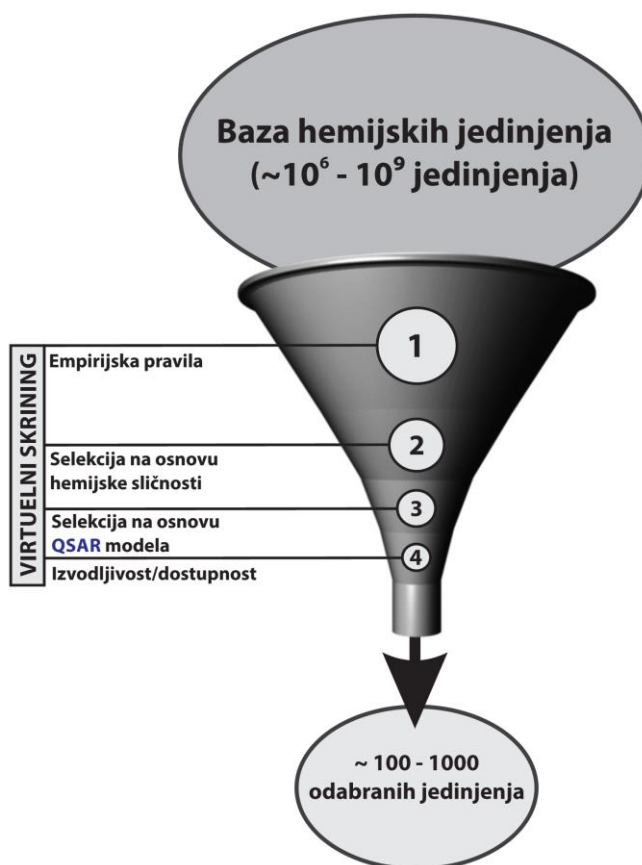 Baza hemijskih jedinjenja
(~10⁶ - 10⁹ jedinjenja)
VIRTUELNI SKRINING
1
Empirijska pravila
2
Selekcija na osnovu
hemijske sličnosti
3
Selekcija na osnovu
QSAR modela
4
Izvodljivost/dostupnost
~ 100 - 1000
odabranih jedinjenja